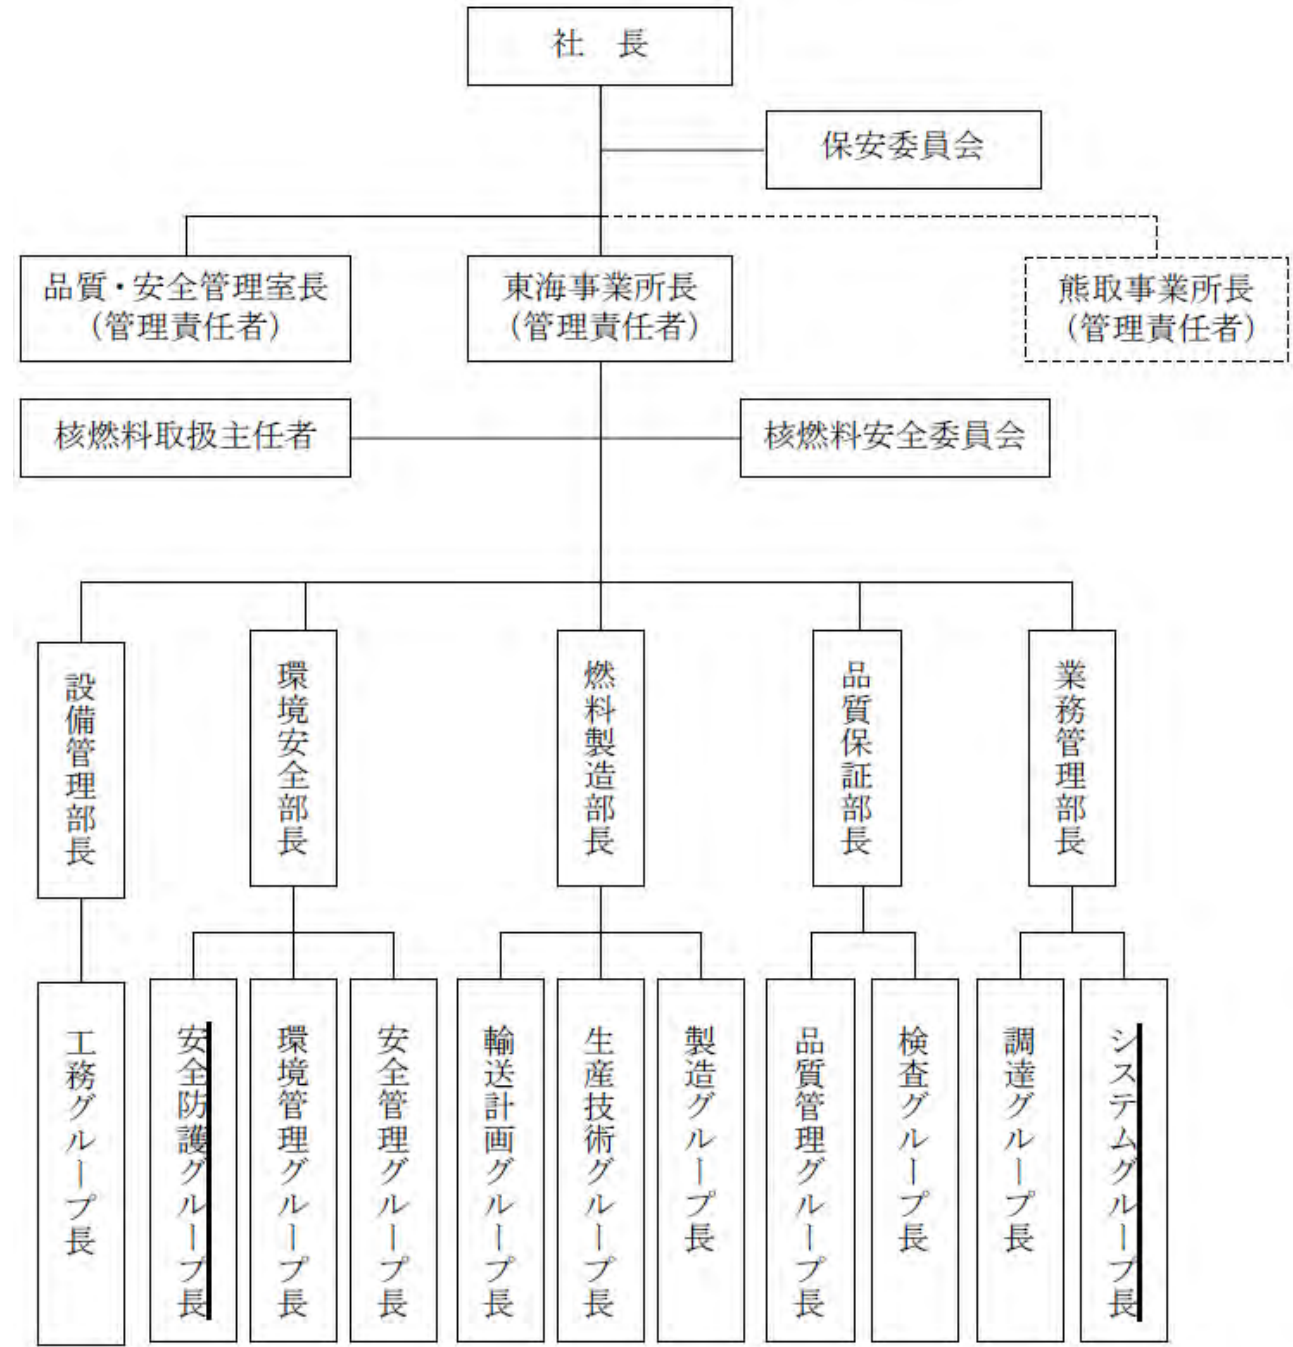 社 長
保安委員会
品質・安全管理室長
（管理責任者）
東海事業所長
（管理責任者）
熊取事業所長
（管理責任者）
核燃料取扱主任者
核燃料安全委員会
設備管理部長
環境安全部長
燃料製造部長
品質保証部長
業務管理部長
工務グループ長
安全防護グループ長
環境管理グループ長
安全管理グループ長
輸送計画グループ長
生産技術グループ長
製造グループ長
品質管理グループ長
検査グループ長
調達グループ長
システムグループ長